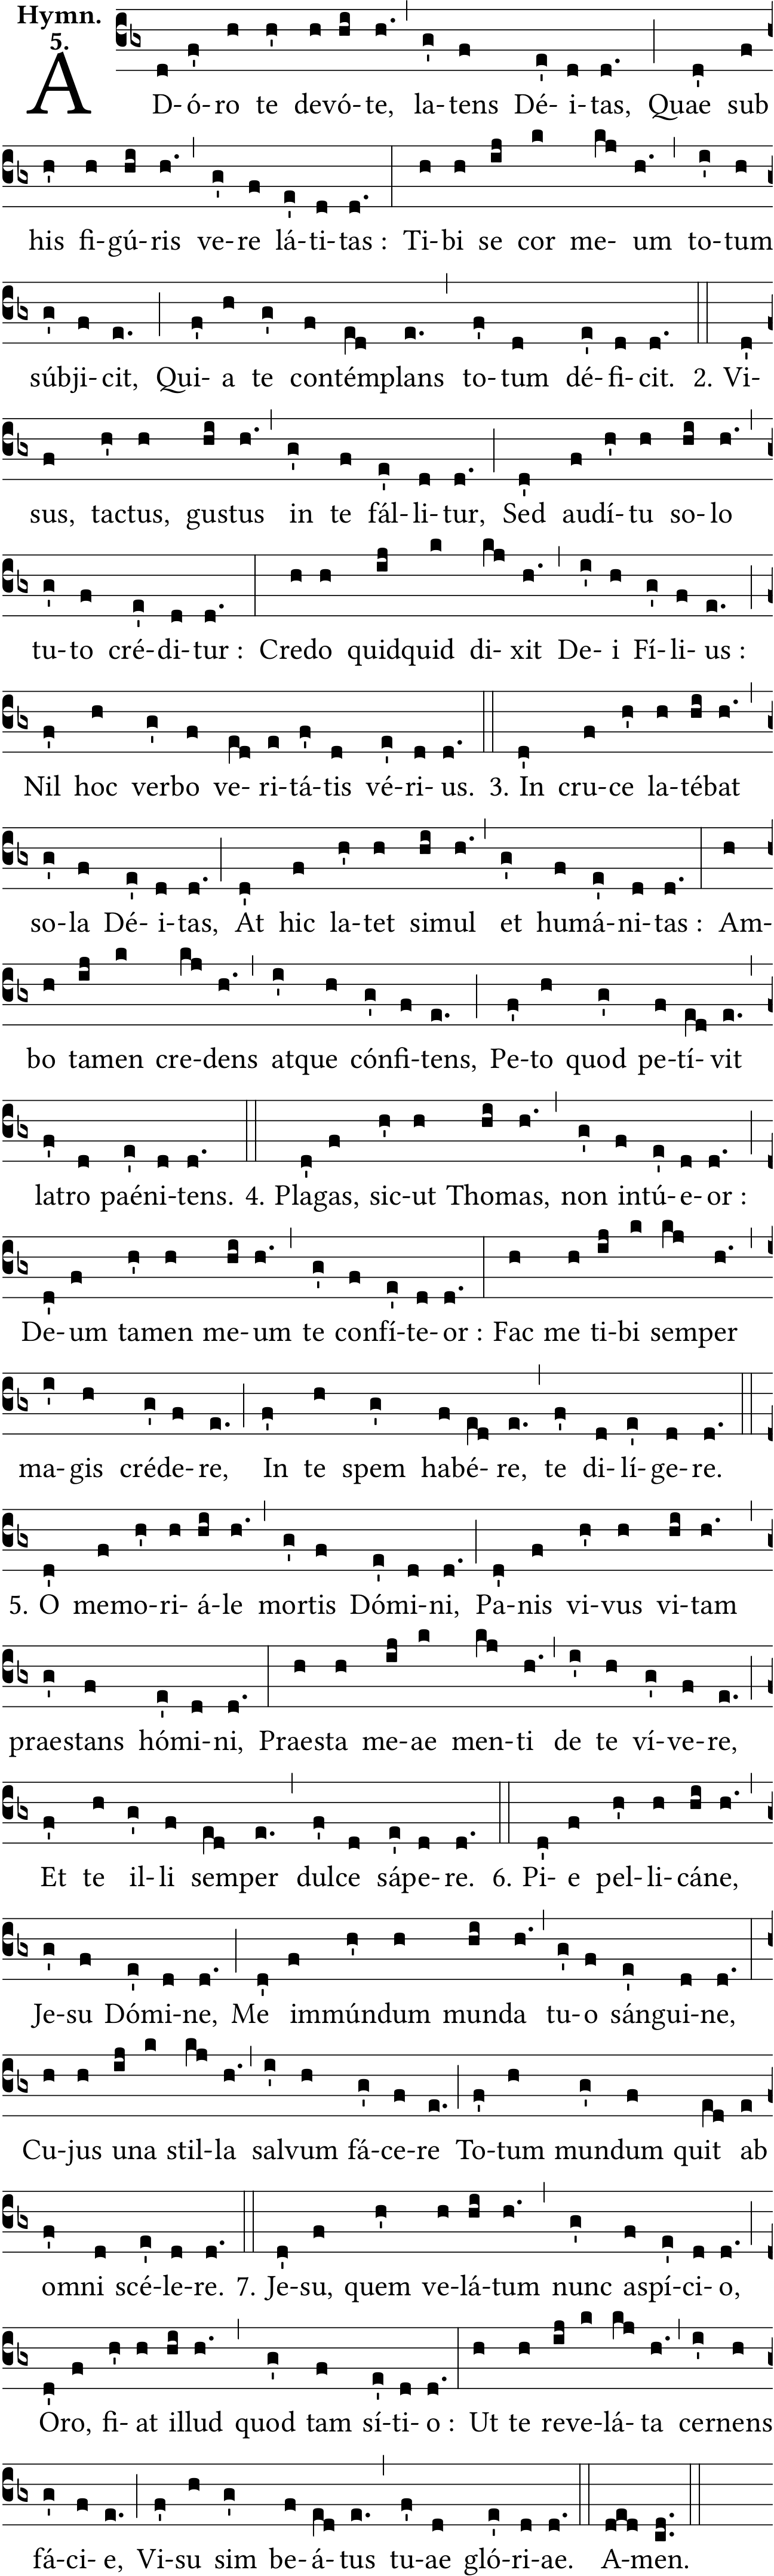 Hymn.
5.
AD-ó-ro te devó-te, la-tens Dé-i-tas, Quae sub
his fi-gú-ris ve-re lá-ti-tas : Ti-bi se cor me-um to-tum
súbji-cit, Qui-a te contémplans to-tum dé-fi-cit. 2. Vi-
sus, tactus, gustus in te fál-li-tur, Sed audí-tu so-lo
tu-to cré-di-tur : Credo quidquid di-xit De-i Fí-li-us :
Nil hoc verbo ve-ri-tá-tis vé-ri-us. 3. In cru-ce la-tébat
so-la Dé-i-tas, At hic la-tet simul et humá-ni-tas : Am-
bo tamen cre-dens atque cónfi-tens, Pe-to quod pe-tí-vit
latro paéni-tens. 4. Plagas, sic-ut Thomas, non intú-e-or :
De-um tamen me-um te confí-te-or : Fac me ti-bi semper
ma-gis créde-re, In te spem habé-re, te di-lí-ge-re.
5. O memo-ri-á-le mortis Dómi-ni, Pa-nis vi-vus vi-tam
praestans hómi-ni, Praesta me-ae men-ti de te ví-ve-re,
Et te il-li semper dulce sápe-re. 6. Pi-e pel-li-cáne,
Je-su Dómi-ne, Me immúndum munda tu-o sángui-ne,
Cu-jus una stil-la salvum fá-ce-re To-tum mundum quit ab
omni scé-le-re. 7. Je-su, quem ve-lá-tum nunc aspí-ci-o,
Oro, fi-at illud quod tam sí-ti-o : Ut te reve-lá-ta cernens
fá-ci-e, Vi-su sim be-á-tus tu-ae gló-ri-ae. A-men.